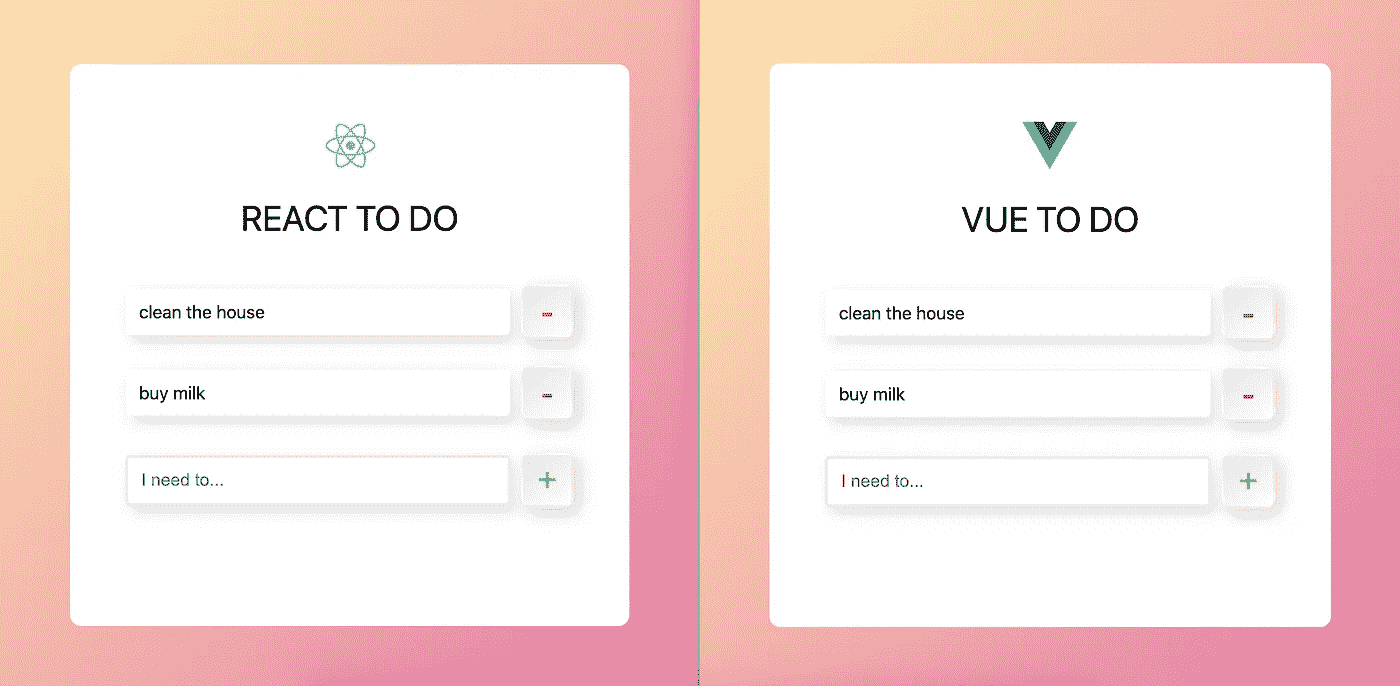 REACT TO DO
clean the house
-
buy milk
-
I need to...
+
VUE TO DO
clean the house
-
buy milk
-
I need to...
+